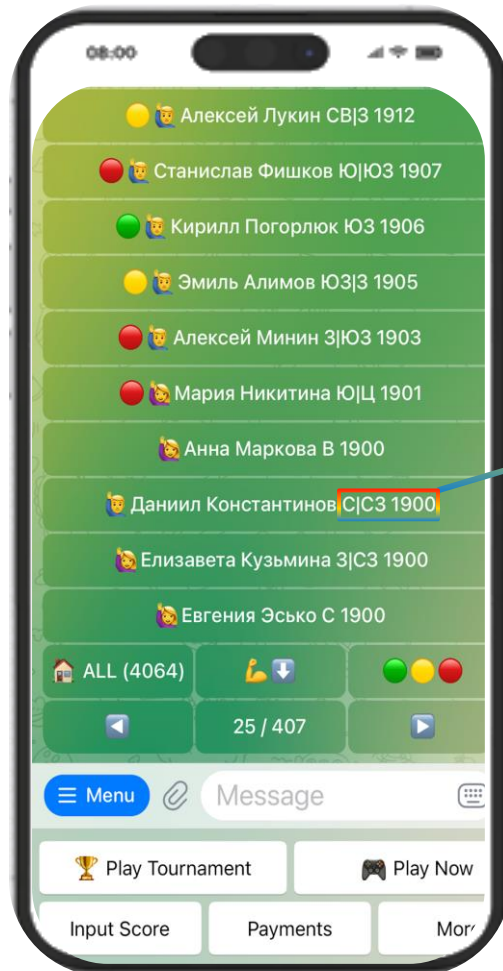 08:00
Алексей Лукин СВ|З 1912
Станислав Фишков Ю|ЮЗ 1907
Кирилл Погорлюк ЮЗ 1906
Эмиль Алимов ЮЗ|З 1905
Алексей Минин З|ЮЗ 1903
Мария Никитина Ю|Ц 1901
Анна Маркова В 1900
Даниил Константинов С|СЗ 1900
Елизавета Кузьмина З|СЗ 1900
Евгения Эсько С 1900
ALL (4064)
25 / 407
Menu Message
Play Tournament Play Now
Input Score Payments